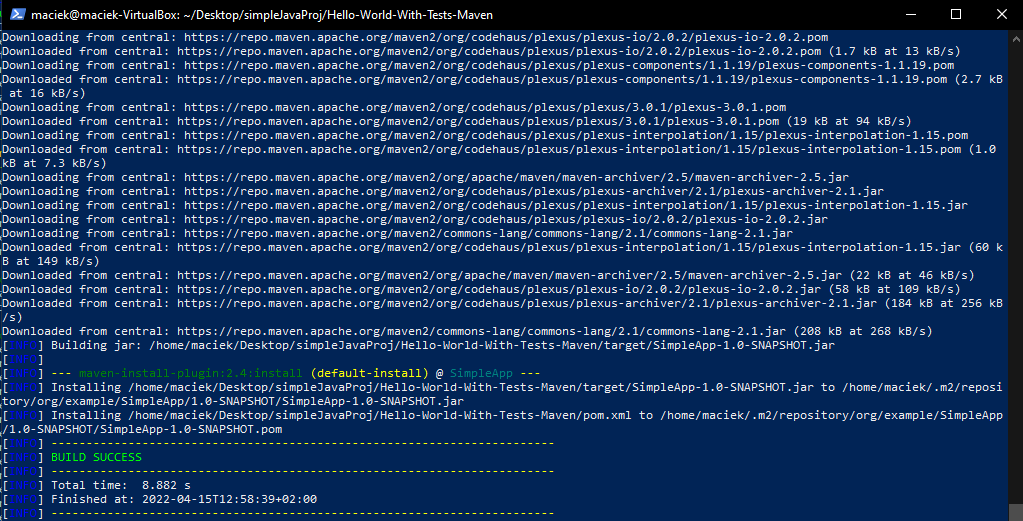 maciek@maciek-VirtualBox: ~/Desktop/simpleJavaProj/Hello-World-With-Tests-Maven
Downloading from central: https://repo.maven.apache.org/maven2/org/codehaus/plexus/plexus-io/2.0.2/plexus-io-2.0.2.pom
Downloaded from central: https://repo.maven.apache.org/maven2/org/codehaus/plexus/plexus-io/2.0.2/plexus-io-2.0.2.pom (1.7 kB at 13 kB/s)
Downloading from central: https://repo.maven.apache.org/maven2/org/codehaus/plexus/plexus-components/1.1.19/plexus-components-1.1.19.pom
Downloaded from central: https://repo.maven.apache.org/maven2/org/codehaus/plexus/plexus-components/1.1.19/plexus-components-1.1.19.pom (2.7 kB
 at 16 kB/s)
Downloading from central: https://repo.maven.apache.org/maven2/org/codehaus/plexus/plexus/3.0.1/plexus-3.0.1.pom
Downloaded from central: https://repo.maven.apache.org/maven2/org/codehaus/plexus/plexus/3.0.1/plexus-3.0.1.pom (19 kB at 94 kB/s)
Downloading from central: https://repo.maven.apache.org/maven2/org/codehaus/plexus/plexus-interpolation/1.15/plexus-interpolation-1.15.pom
Downloaded from central: https://repo.maven.apache.org/maven2/org/codehaus/plexus/plexus-interpolation/1.15/plexus-interpolation-1.15.pom (1.0
kB at 7.3 kB/s)
Downloading from central: https://repo.maven.apache.org/maven2/org/apache/maven/maven-archiver/2.5/maven-archiver-2.5.jar
Downloading from central: https://repo.maven.apache.org/maven2/org/codehaus/plexus/plexus-archiver/2.1/plexus-archiver-2.1.jar
Downloading from central: https://repo.maven.apache.org/maven2/org/codehaus/plexus/plexus-interpolation/1.15/plexus-interpolation-1.15.jar
Downloading from central: https://repo.maven.apache.org/maven2/org/codehaus/plexus/plexus-io/2.0.2/plexus-io-2.0.2.jar
Downloading from central: https://repo.maven.apache.org/maven2/commons-lang/commons-lang/2.1/commons-lang-2.1.jar
Downloaded from central: https://repo.maven.apache.org/maven2/org/codehaus/plexus/plexus-interpolation/1.15/plexus-interpolation-1.15.jar (60 k
B at 149 kB/s)
Downloaded from central: https://repo.maven.apache.org/maven2/org/apache/maven/maven-archiver/2.5/maven-archiver-2.5.jar (22 kB at 46 kB/s)
Downloaded from central: https://repo.maven.apache.org/maven2/org/codehaus/plexus/plexus-io/2.0.2/plexus-io-2.0.2.jar (58 kB at 109 kB/s)
Downloaded from central: https://repo.maven.apache.org/maven2/org/codehaus/plexus/plexus-archiver/2.1/plexus-archiver-2.1.jar (184 kB at 256 kB
/s)
Downloaded from central: https://repo.maven.apache.org/maven2/commons-lang/commons-lang/2.1/commons-lang-2.1.jar (208 kB at 268 kB/s)
[INFO] Building jar: /home/maciek/Desktop/simpleJavaProj/Hello-World-With-Tests-Maven/target/SimpleApp-1.0-SNAPSHOT.jar
[INFO]
[INFO] --- maven-install-plugin:2.4:install (default-install) @ SimpleApp ---
[INFO] Installing /home/maciek/Desktop/simpleJavaProj/Hello-World-With-Tests-Maven/target/SimpleApp-1.0-SNAPSHOT.jar to /home/maciek/.m2/reposi
tory/org/example/SimpleApp/1.0-SNAPSHOT/SimpleApp-1.0-SNAPSHOT.jar
[INFO] Installing /home/maciek/Desktop/simpleJavaProj/Hello-World-With-Tests-Maven/pom.xml to /home/maciek/.m2/repository/org/example/SimpleApp
/1.0-SNAPSHOT/SimpleApp-1.0-SNAPSHOT.pom
[INFO] ------------------------------------------------------------------------
[INFO] BUILD SUCCESS
[INFO] ------------------------------------------------------------------------
[INFO] Total time:  8.882 s
[INFO] Finished at: 2022-04-15T12:58:39+02:00
[INFO] ------------------------------------------------------------------------